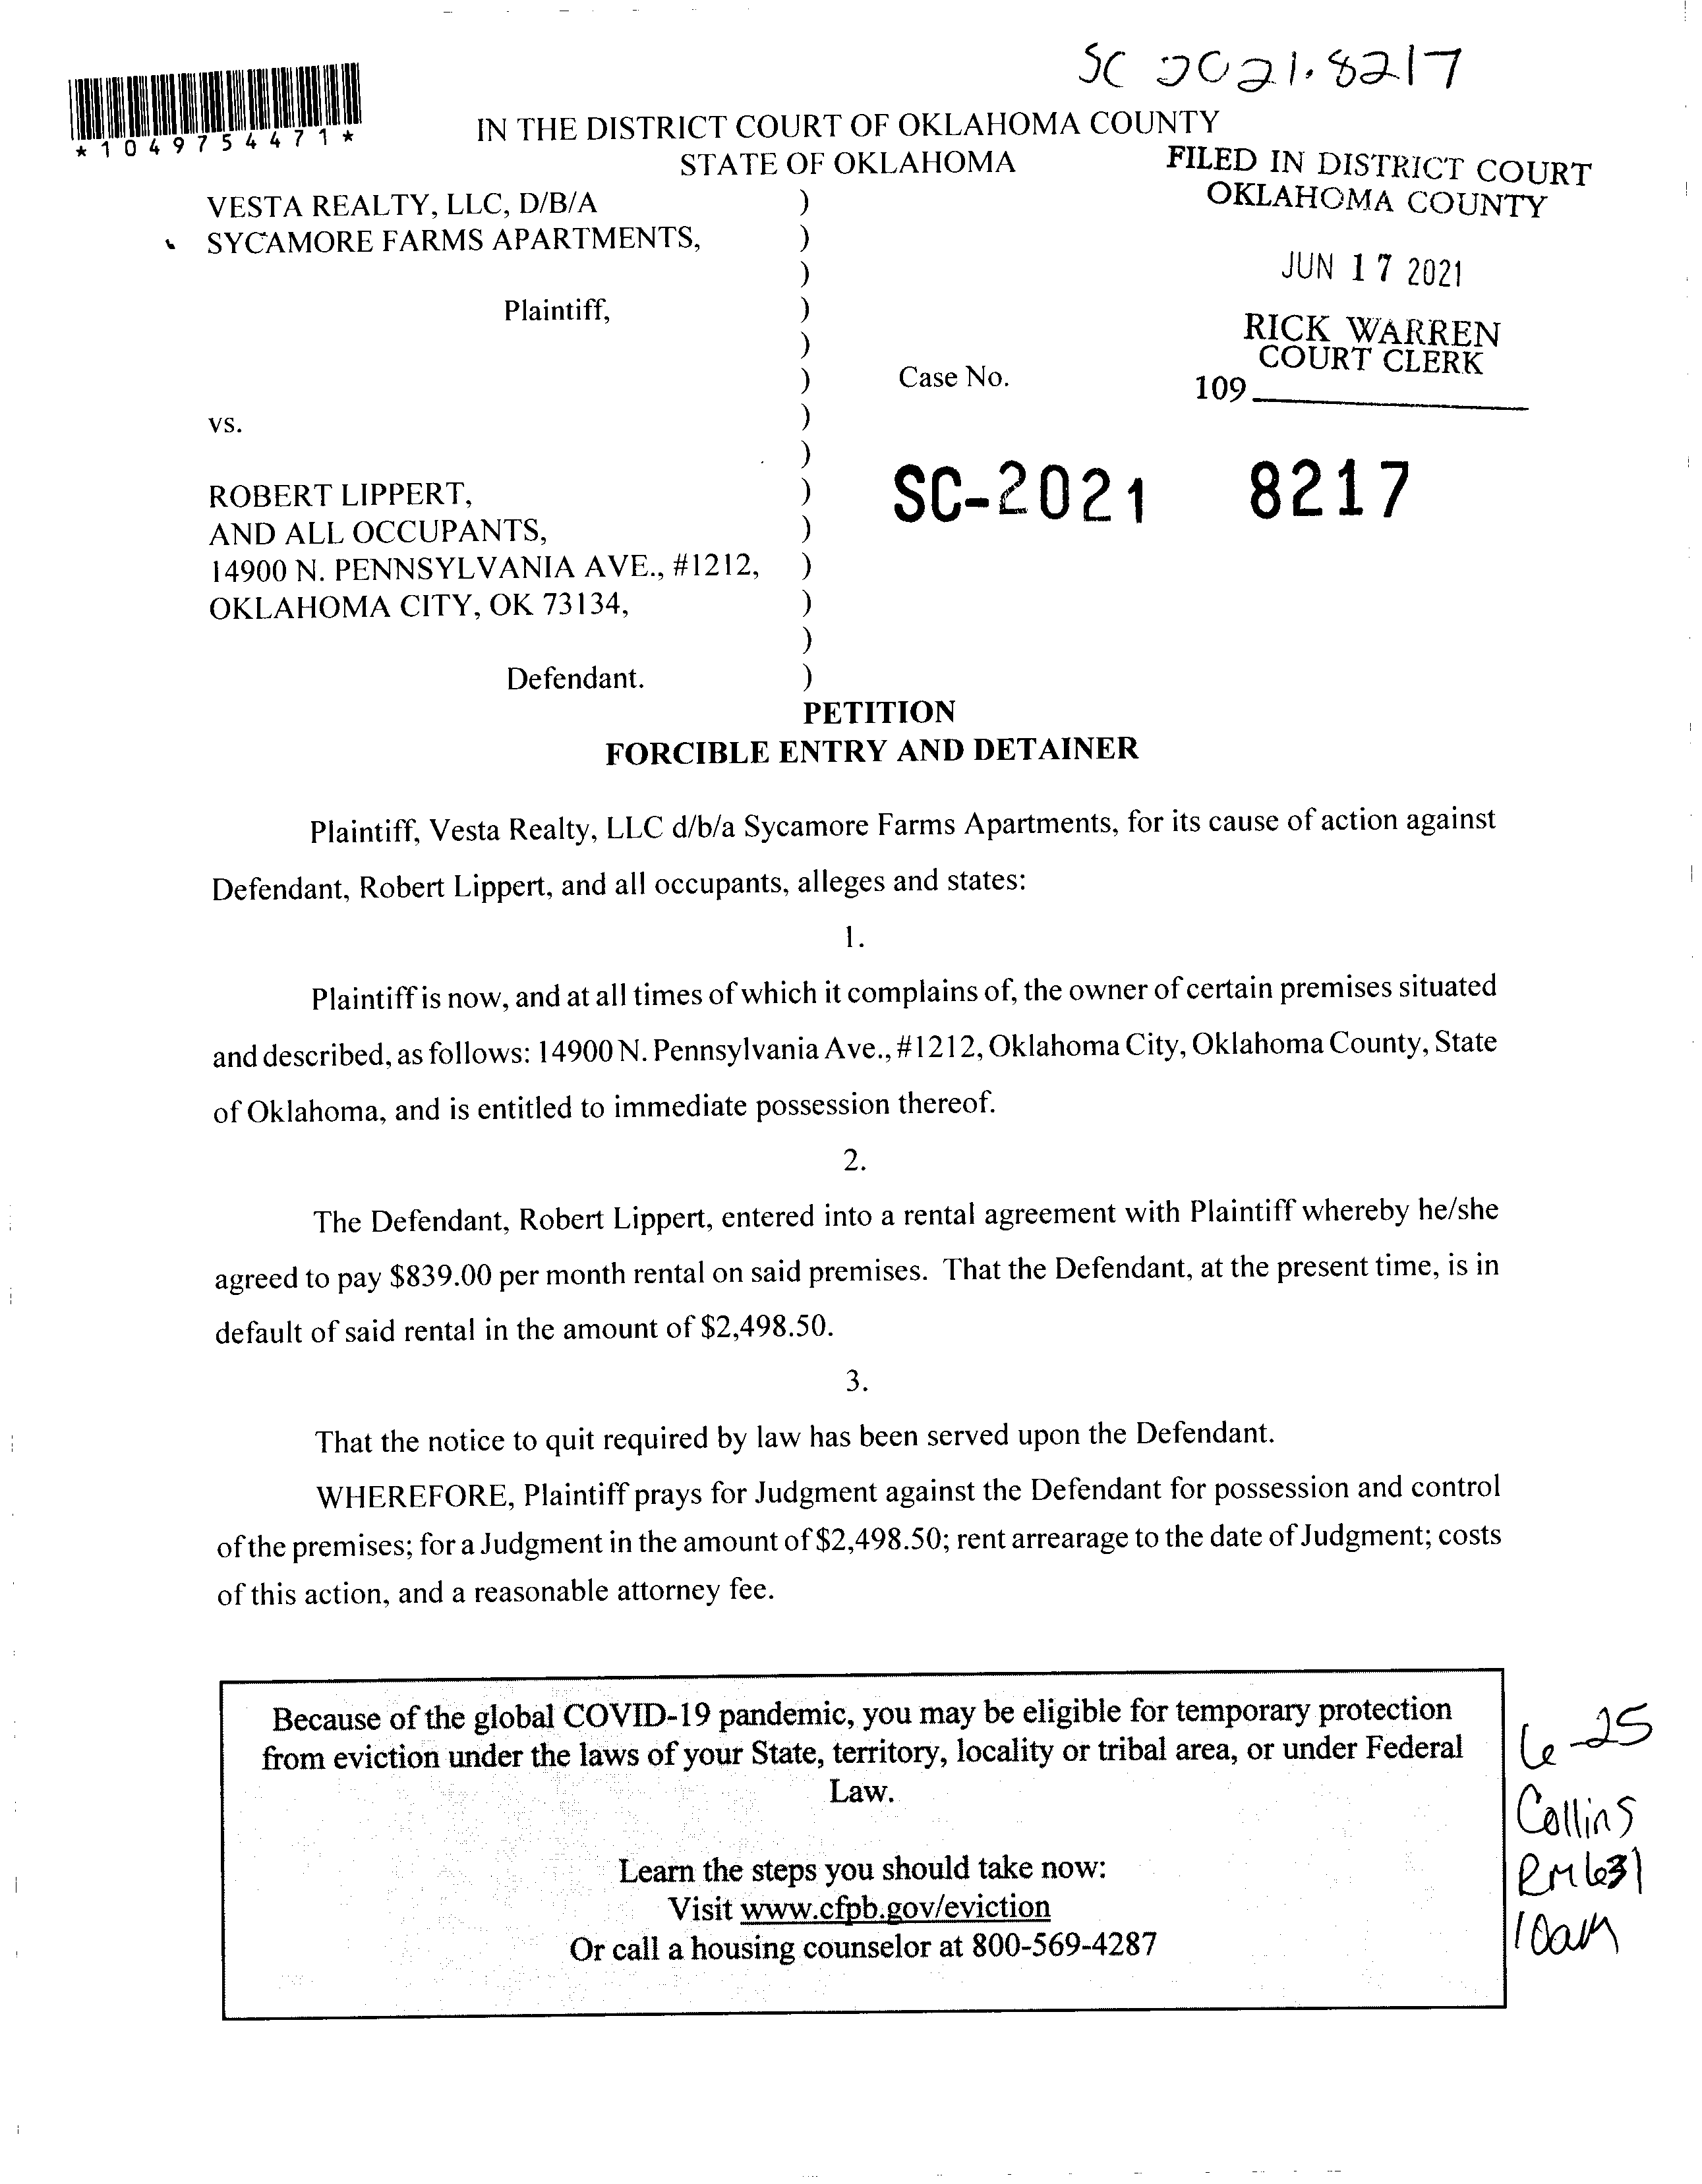 SC 2021.8217
*1049754471*
IN THE DISTRICT COURT OF OKLAHOMA COUNTY
STATE OF OKLAHOMA
FILED IN DISTRICT COURT
OKLAHOMA COUNTY
JUN 17 2021
RICK WARREN
COURT CLERK
109
VESTA REALTY, LLC, D/B/A )
SYCAMORE FARMS APARTMENTS, )
)
Plaintiff, )
)
) Case No.
vs. )
)
ROBERT LIPPERT, ) SC-2021 8217
AND ALL OCCUPANTS, )
14900 N. PENNSYLVANIA AVE., #1212, )
OKLAHOMA CITY, OK 73134, )
)
Defendant. )
PETITION
FORCIBLE ENTRY AND DETAINER
Plaintiff, Vesta Realty, LLC d/b/a Sycamore Farms Apartments, for its cause of action against
Defendant, Robert Lippert, and all occupants, alleges and states:
1.
Plaintiff is now, and at all times of which it complains of, the owner of certain premises situated
and described, as follows: 14900 N. Pennsylvania Ave., #1212, Oklahoma City, Oklahoma County, State
of Oklahoma, and is entitled to immediate possession thereof.
2.
The Defendant, Robert Lippert, entered into a rental agreement with Plaintiff whereby he/she
agreed to pay $839.00 per month rental on said premises. That the Defendant, at the present time, is in
default of said rental in the amount of $2,498.50.
3.
That the notice to quit required by law has been served upon the Defendant.
WHEREFORE, Plaintiff prays for Judgment against the Defendant for possession and control
of the premises; for a Judgment in the amount of $2,498.50; rent arrearage to the date of Judgment; costs
of this action, and a reasonable attorney fee.
Because of the global COVID-19 pandemic, you may be eligible for temporary protection
from eviction under the laws of your State, territory, locality or tribal area, or under Federal
Law.
Learn the steps you should take now:
Visit www.cfpb.gov/eviction
Or call a housing counselor at 800-569-4287
6-25
Collins
RM 631
10am